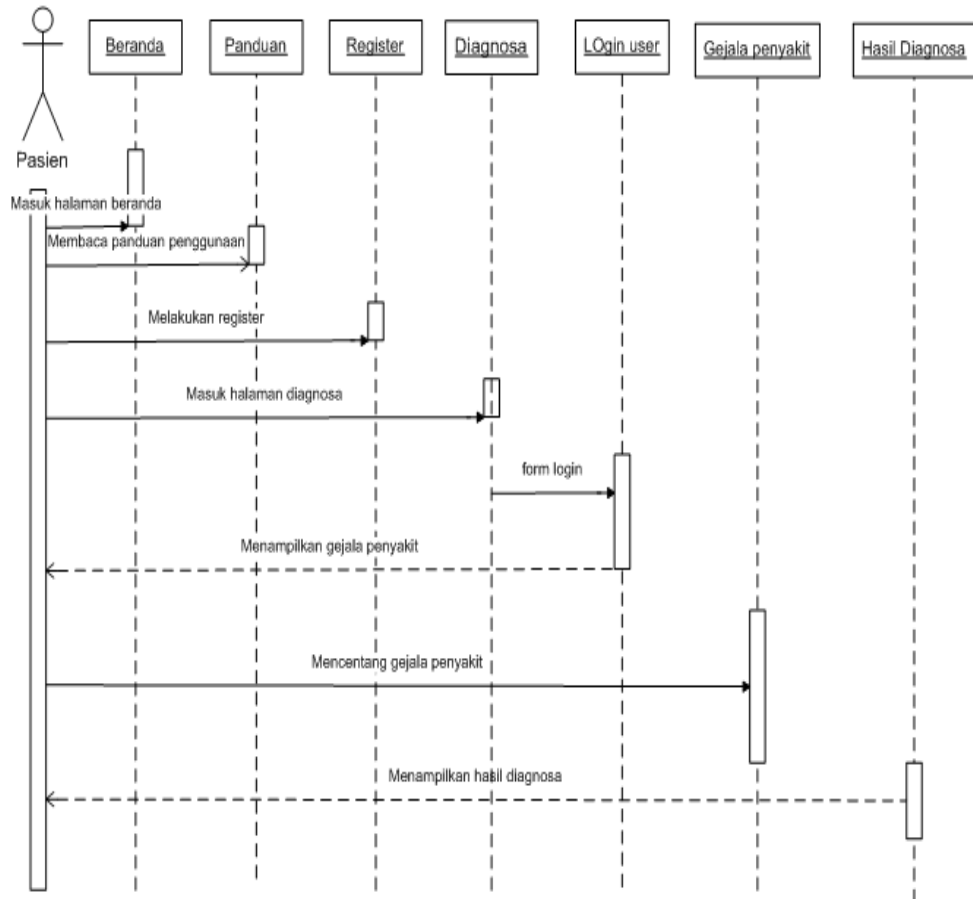 Beranda
Panduan
Register
Diagnosa
LOgin user
Gejala penyakit
Hasil Diagnosa
Pasien
Masuk halaman beranda
Membaca panduan penggunaan
Melakukan register
Masuk halaman diagnosa
form login
Menampilkan gejala penyakit
Mencentang gejala penyakit
Menampilkan hasil diagnosa